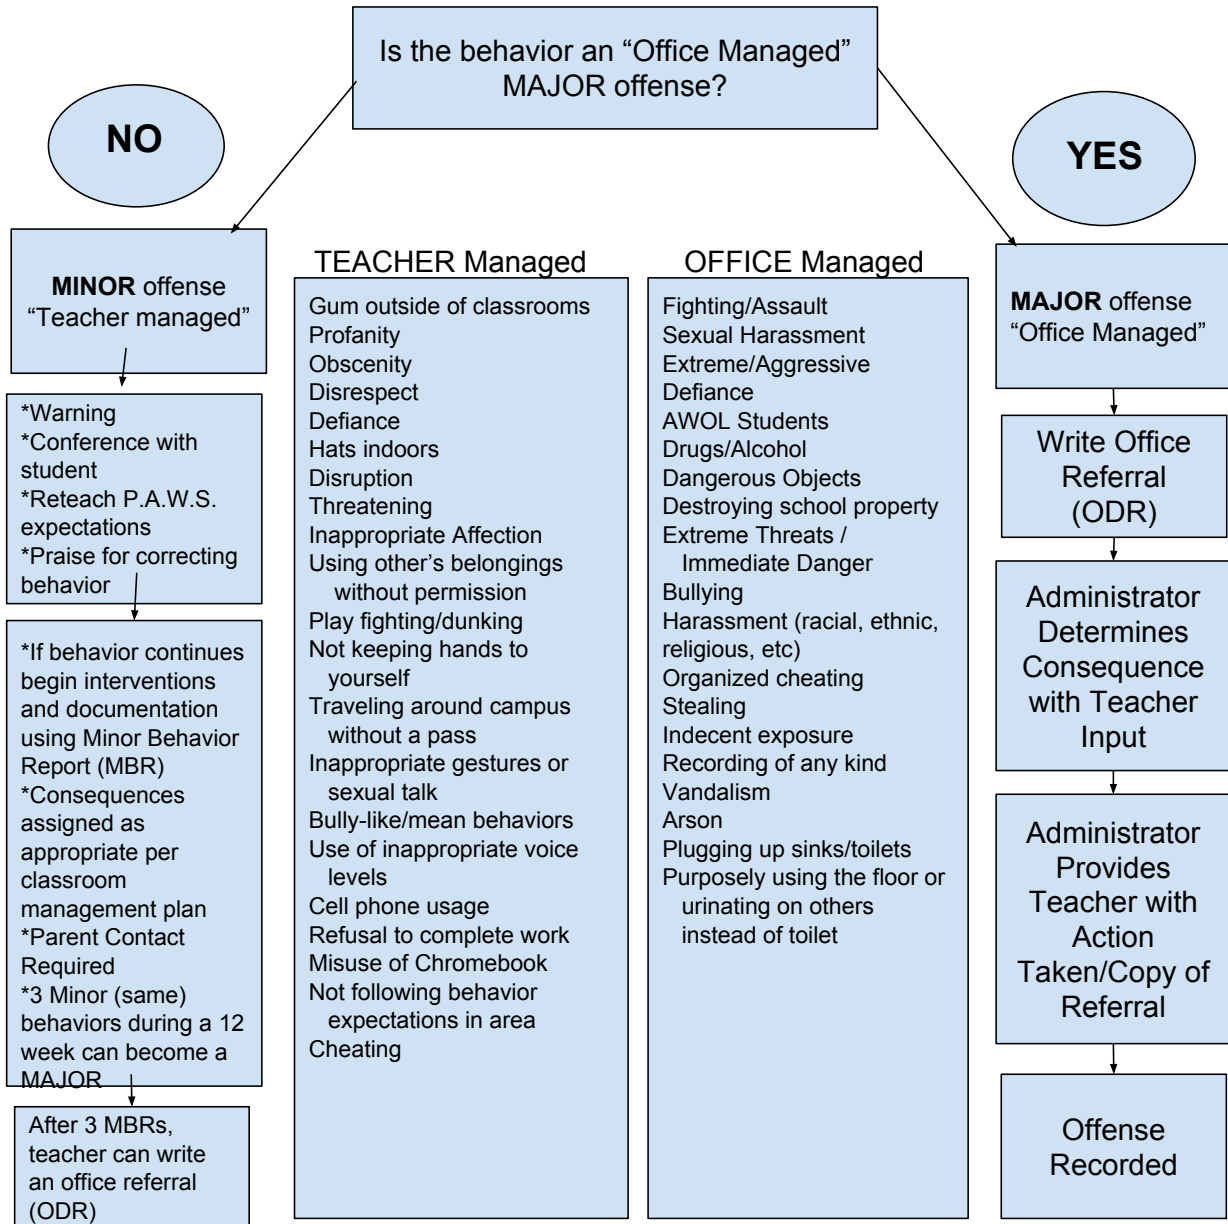 Is the behavior an “Office Managed”
MAJOR offense?
NO
YES
MINOR offense
“Teacher managed”
*Warning
*Conference with
student
*Reteach P.A.W.S.
expectations
*Praise for correcting
behavior
*If behavior continues
begin interventions
and documentation
using Minor Behavior
Report (MBR)
*Consequences
assigned as
appropriate per
classroom
management plan
*Parent Contact
Required
*3 Minor (same)
behaviors during a 12
week can become a
MAJOR
After 3 MBRs,
teacher can write
an office referral
(ODR)
TEACHER Managed
Gum outside of classrooms
Profanity
Obscenity
Disrespect
Defiance
Hats indoors
Disruption
Threatening
Inappropriate Affection
Using other’s belongings
without permission
Play fighting/dunking
Not keeping hands to
yourself
Traveling around campus
without a pass
Inappropriate gestures or
sexual talk
Bully-like/mean behaviors
Use of inappropriate voice
levels
Cell phone usage
Refusal to complete work
Misuse of Chromebook
Not following behavior
expectations in area
Cheating
OFFICE Managed
Fighting/Assault
Sexual Harassment
Extreme/Aggressive
Defiance
AWOL Students
Drugs/Alcohol
Dangerous Objects
Destroying school property
Extreme Threats /
Immediate Danger
Bullying
Harassment (racial, ethnic,
religious, etc)
Organized cheating
Stealing
Indecent exposure
Recording of any kind
Vandalism
Arson
Plugging up sinks/toilets
Purposely using the floor or
urinating on others
instead of toilet
MAJOR offense
“Office Managed”
Write Office
Referral
(ODR)
Administrator
Determines
Consequence
with Teacher
Input
Administrator
Provides
Teacher with
Action
Taken/Copy of
Referral
Offense
Recorded